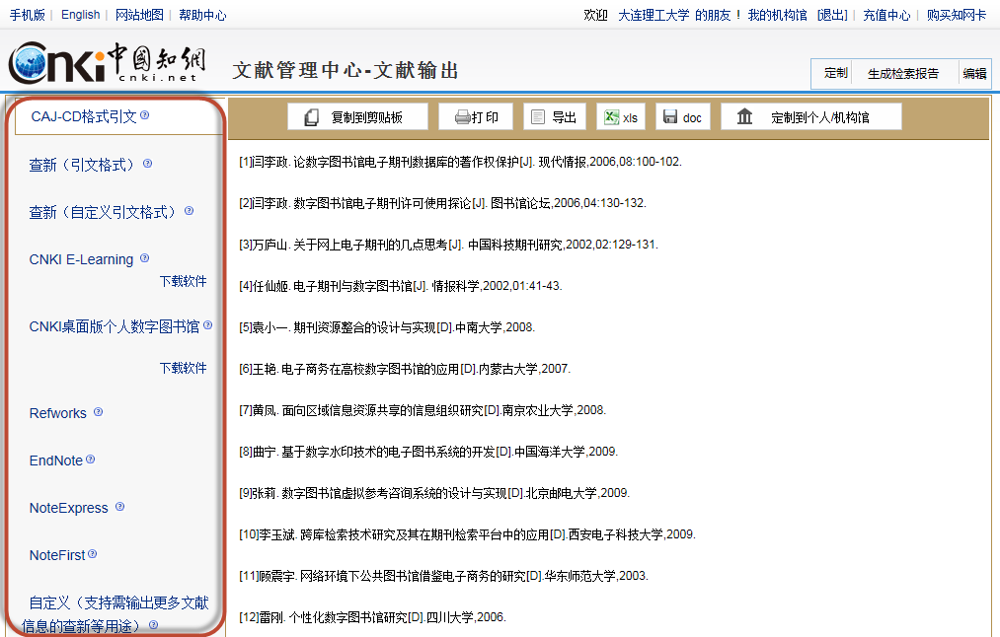 手机版 | English | 网站地图 | 帮助中心
欢迎 大连理工大学 的朋友！ 我的机构馆 [退出] | 充值中心 | 购买知网卡
Cnki 中國知網
cnki.net
文献管理中心-文献输出
定制 生成检索报告 编辑
CAJ-CD格式引文
查新（引文格式）
查新（自定义引文格式）
CNKI E-Learning
下载软件
CNKI桌面版个人数字图书馆
下载软件
Refworks
EndNote
NoteExpress
NoteFirst
自定义（支持需输出更多文献
信息的查新等用途）
复制到剪贴板 打印 导出 xls doc 定制到个人/机构馆
[1]闫李政. 论数字图书馆电子期刊数据库的著作权保护[J]. 现代情报,2006,08:100-102.
[2]闫李政. 数字图书馆电子期刊许可使用探论[J]. 图书馆论坛,2006,04:130-132.
[3]万庐山. 关于网上电子期刊的几点思考[J]. 中国科技期刊研究,2002,02:129-131.
[4]任仙姬. 电子期刊与数字图书馆[J]. 情报科学,2002,01:41-43.
[5]袁小一. 期刊资源整合的设计与实现[D].中南大学,2008.
[6]王艳. 电子商务在高校数字图书馆的应用[D].内蒙古大学,2007.
[7]黄凤. 面向区域信息资源共享的信息组织研究[D].南京农业大学,2008.
[8]曲宁. 基于数字水印技术的电子图书系统的开发[D].中国海洋大学,2009.
[9]张莉. 数字图书馆虚拟参考咨询系统的设计与实现[D].北京邮电大学,2009.
[10]李玉斌. 跨库检索技术研究及其在期刊检索平台中的应用[D].西安电子科技大学,2009.
[11]顾震宇. 网络环境下公共图书馆借鉴电子商务的研究[D].华东师范大学,2003.
[12]雷刚. 个性化数字图书馆研究[D].四川大学,2006.